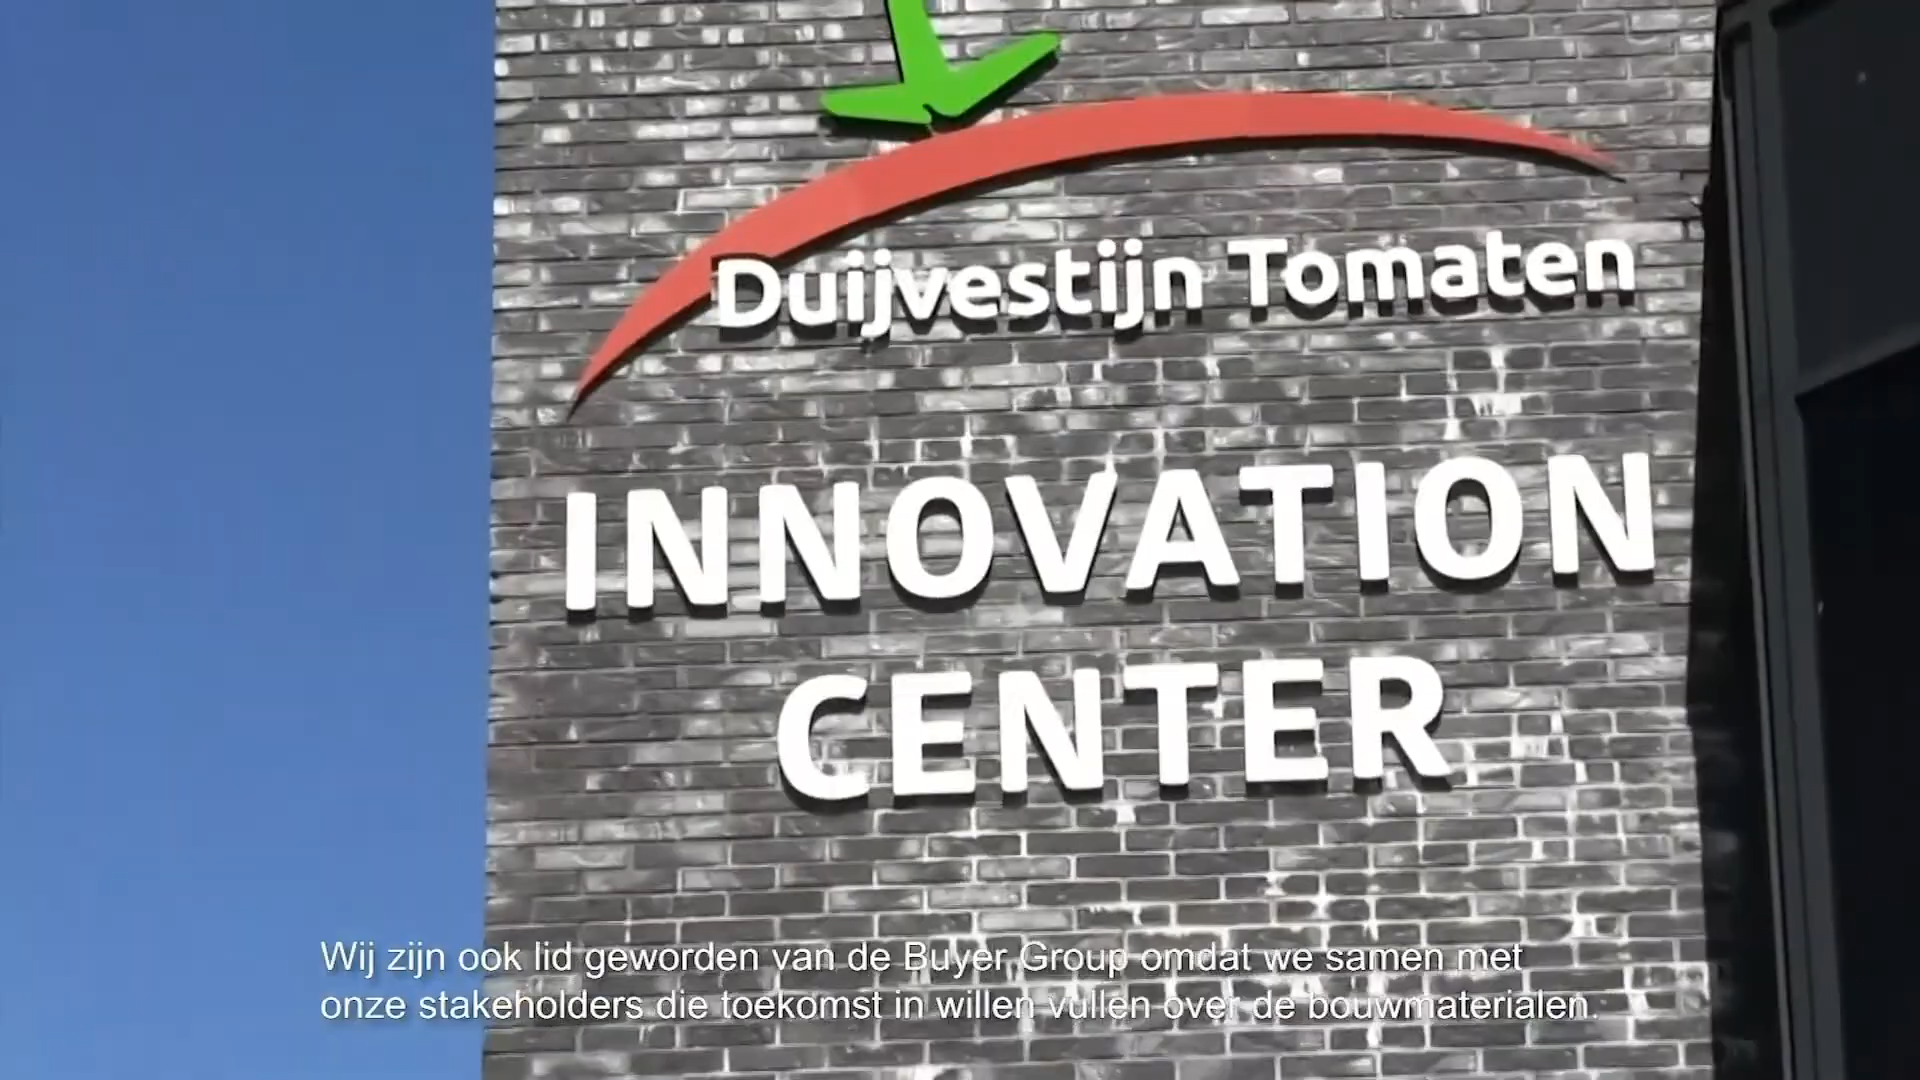 Duijvestijn Tomaten
INNOVATION
CENTER
Wij zijn ook lid geworden van de Buyer Group omdat we samen met
onze stakeholders die toekomst in willen vullen over de bouwmaterialen.